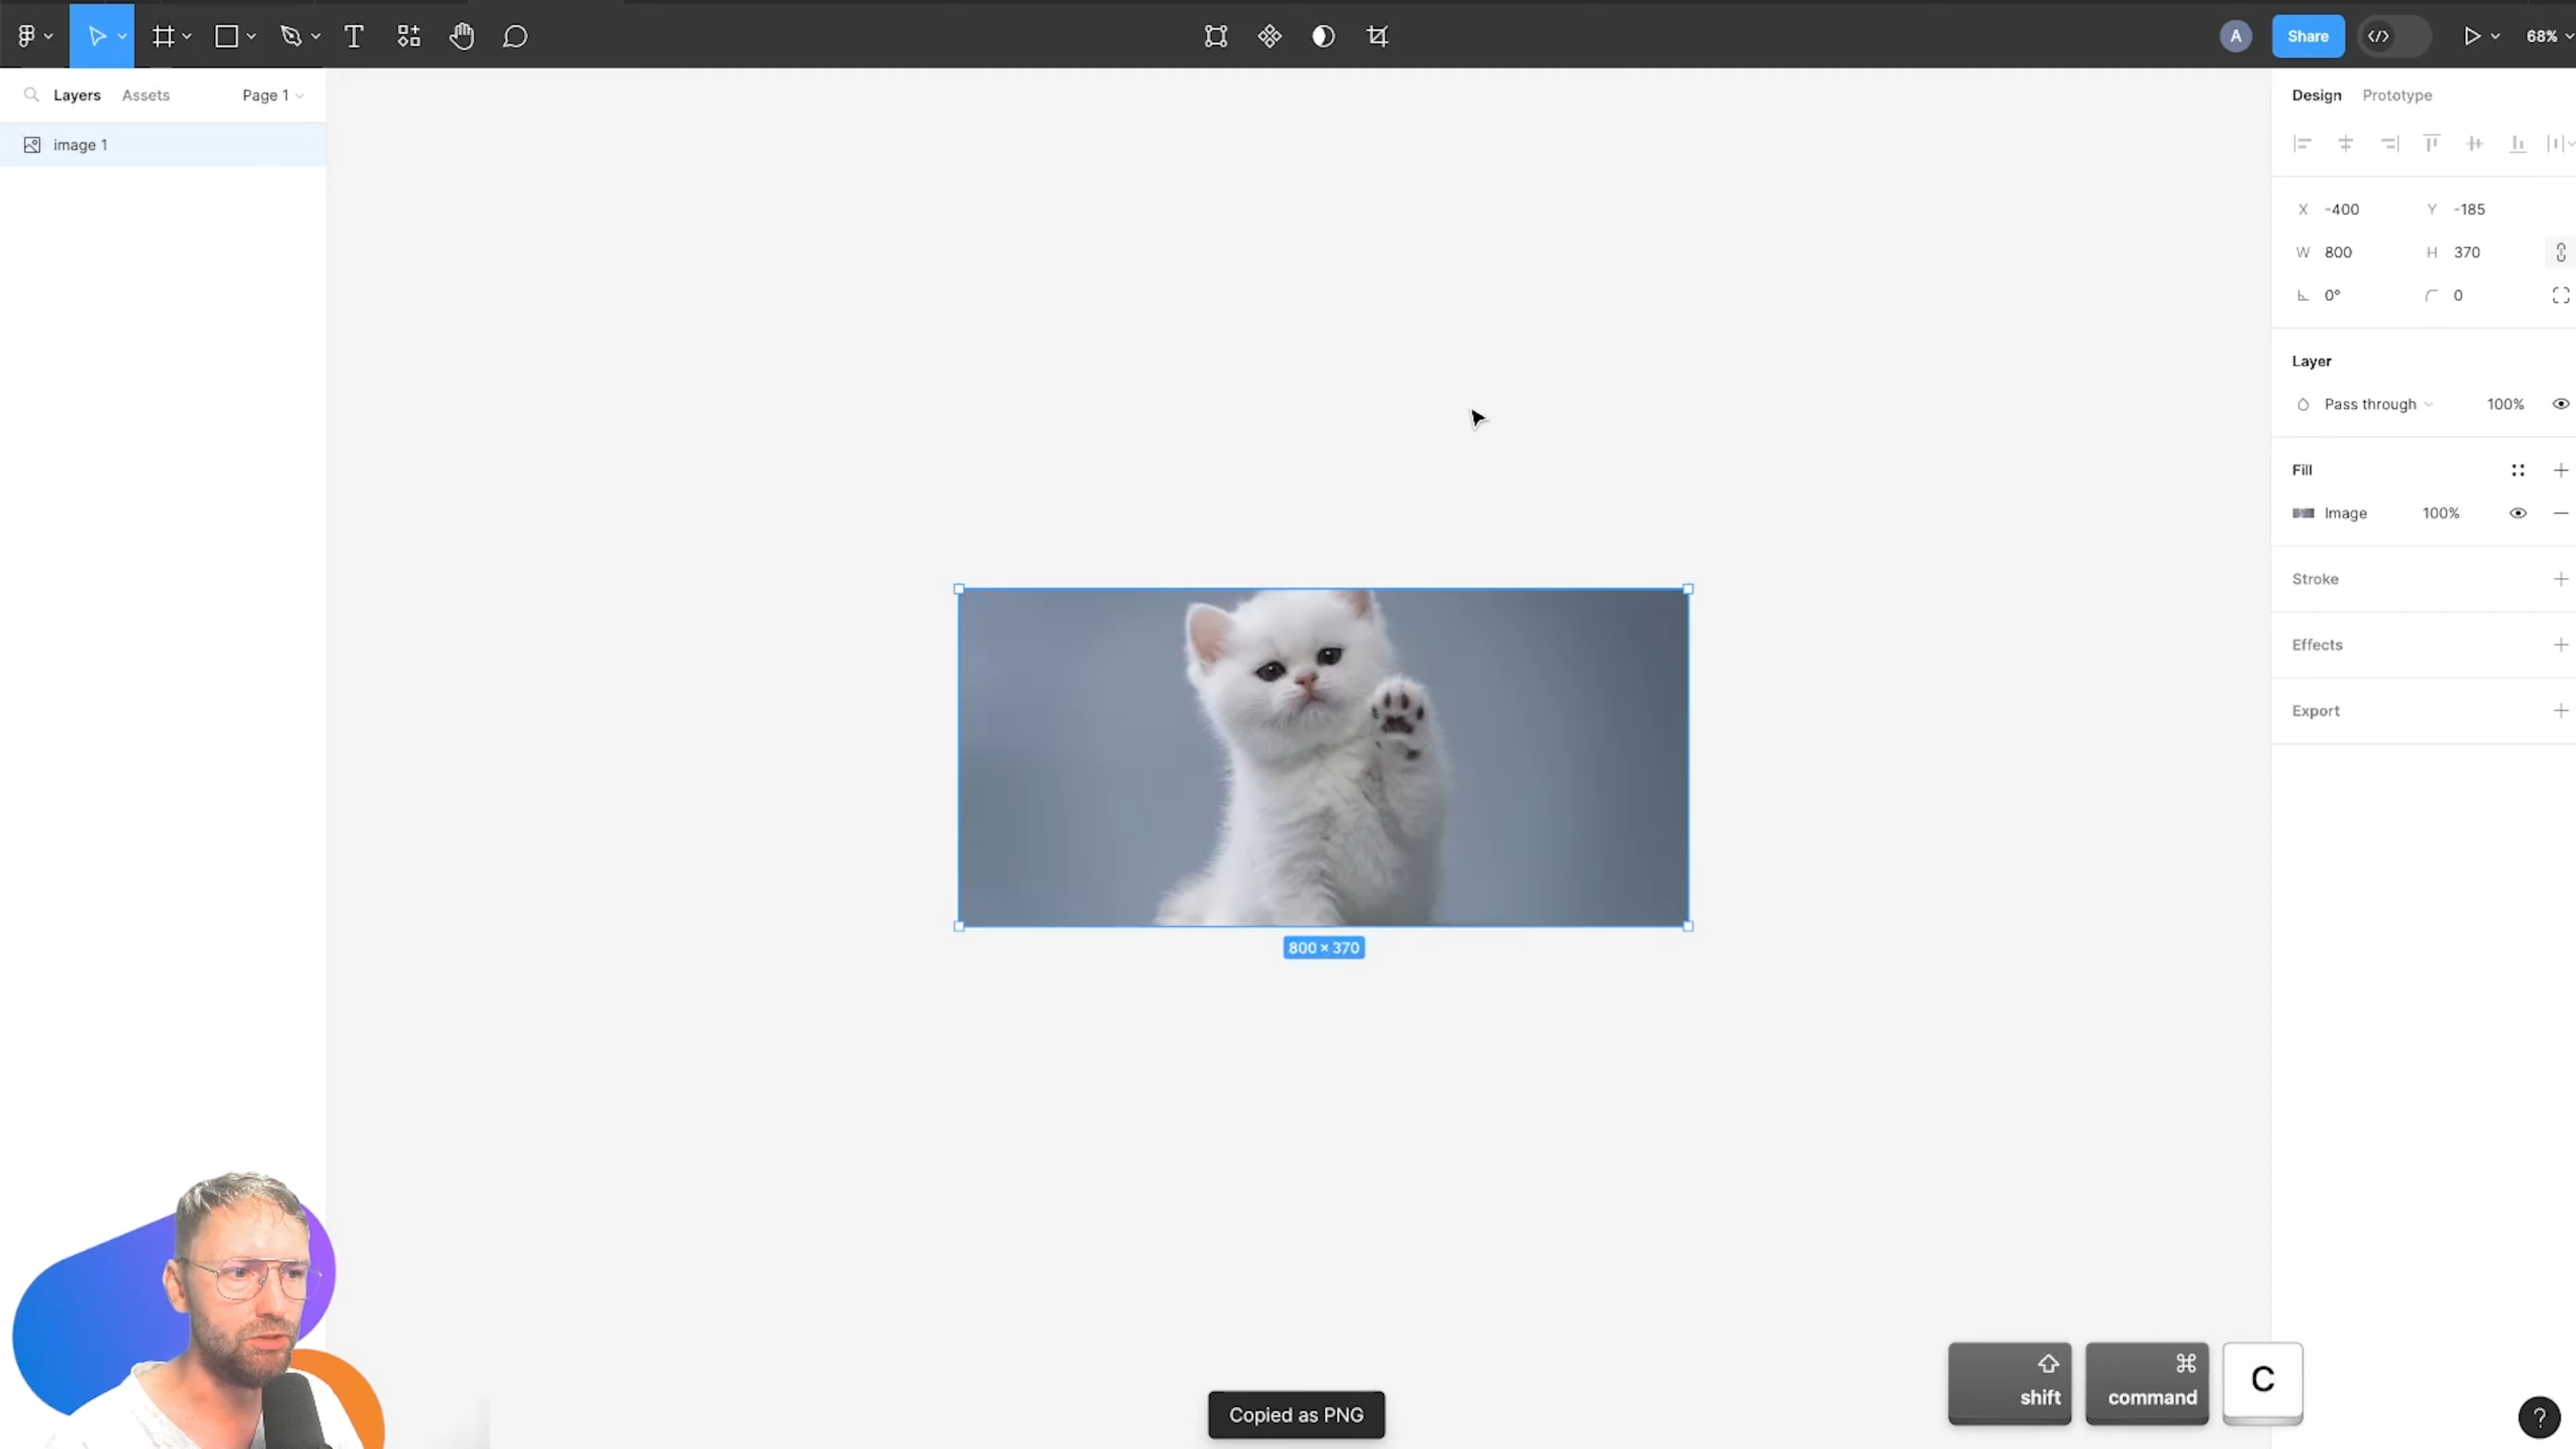 A
Share
68%
Layers
Assets
Page 1
image 1
Design
Prototype
X -400
Y -185
W 800
H 370
0°
0
Layer
Pass through
100%
Fill
Image
100%
Stroke
Effects
Export
800 × 370
Copied as PNG
shift
⌘
command
C
?